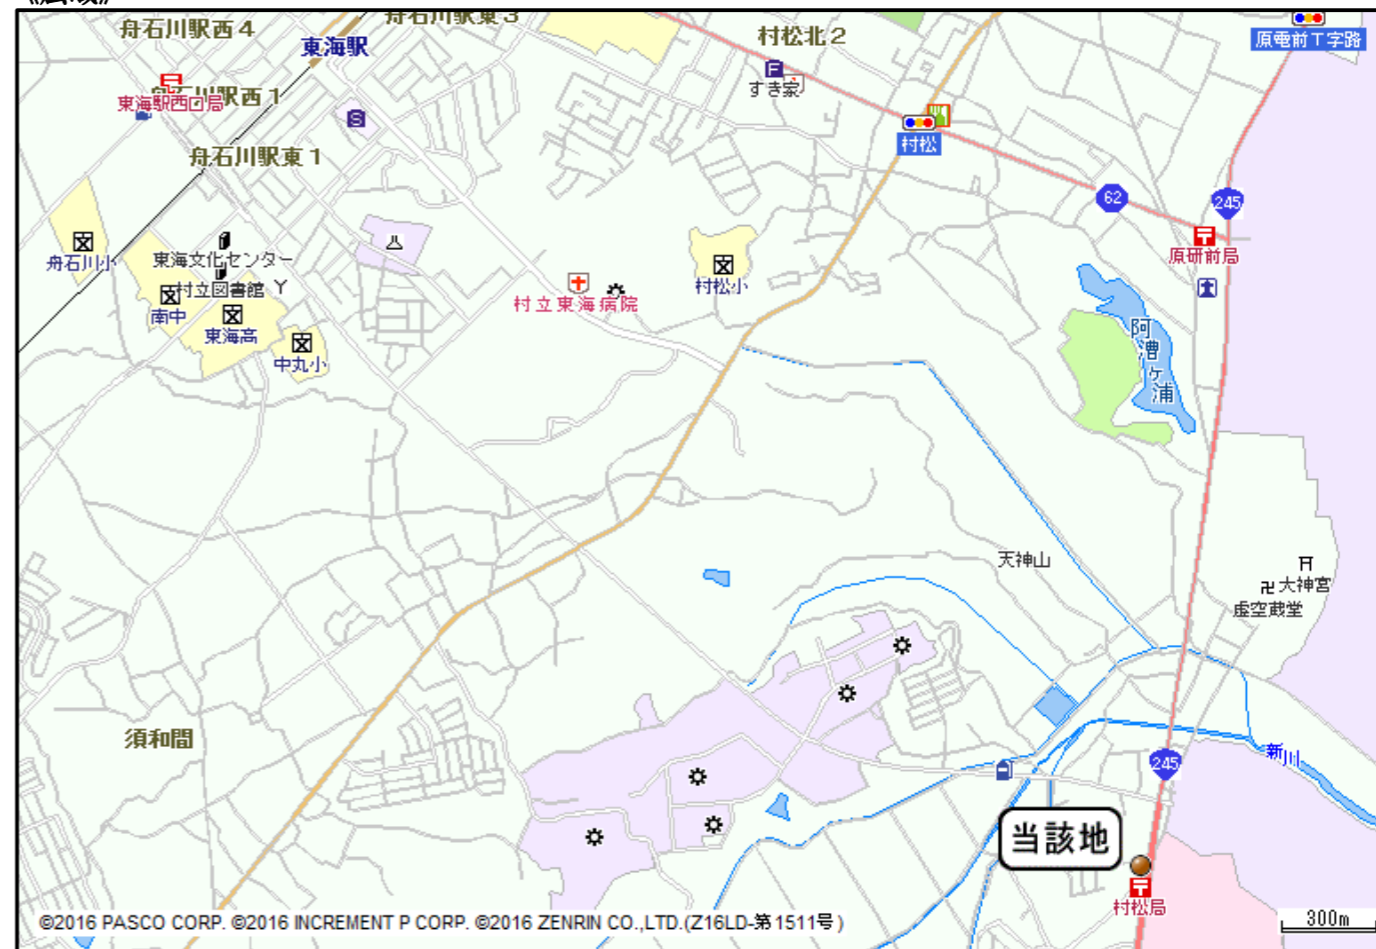 《広域》
舟石川駅西4
舟石川駅東3
東海駅
村松北2
原電前T字路
すき家
東海駅西口局
舟石川駅西1
村松
舟石川駅東1
62
245
原研前局
東海文化センター
舟石川小
村立図書館
南中
東海高
中丸小
村立東海病院
村松小
阿漕ヶ浦
天神山
大神宮
虚空蔵堂
須和間
新川
245
当該地
村松局
©2016 PASCO CORP. ©2016 INCREMENT P CORP. ©2016 ZENRIN CO.,LTD.(Z16LD-第1511号)
300m